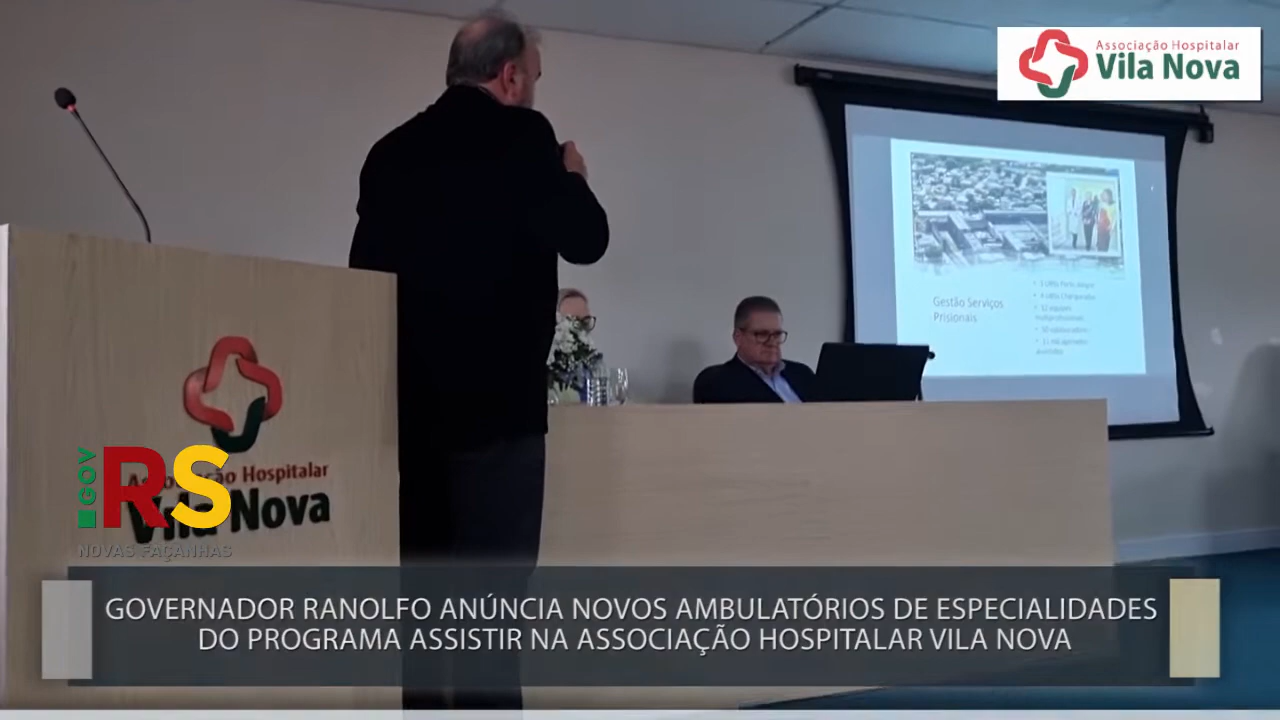 Associação Hospitalar
Vila Nova
Gestão Serviços
Prisionais
Hospitalar
Vila Nova
.GOV
RS
NOVAS FAÇANHAS
GOVERNADOR RANOLFO ANÚNCIA NOVOS AMBULATÓRIOS DE ESPECIALIDADES
DO PROGRAMA ASSISTIR NA ASSOCIAÇÃO HOSPITALAR VILA NOVA